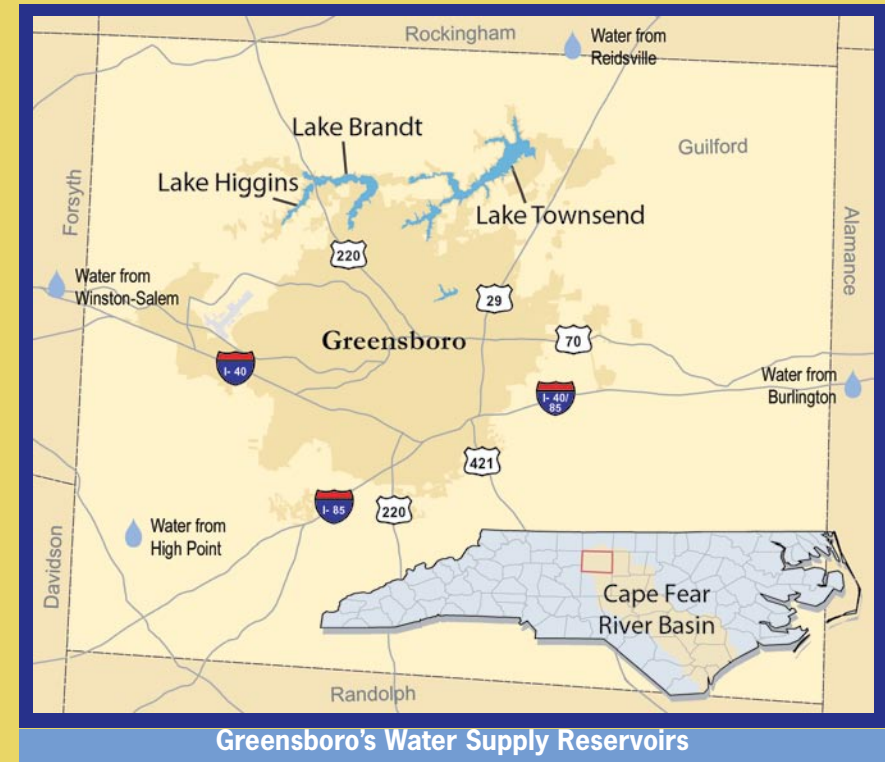 Rockingham
Water from
Reidsville
Lake Brandt
Guilford
Lake Higgins
Forsyth
Lake Townsend
Alamance
220
Water from
Winston-Salem
29
Greensboro
70
I- 40
Water from
Burlington
I- 40/
85
421
I- 85
220
Water from
High Point
Davidson
Cape Fear
River Basin
Randolph
Greensboro's Water Supply Reservoirs